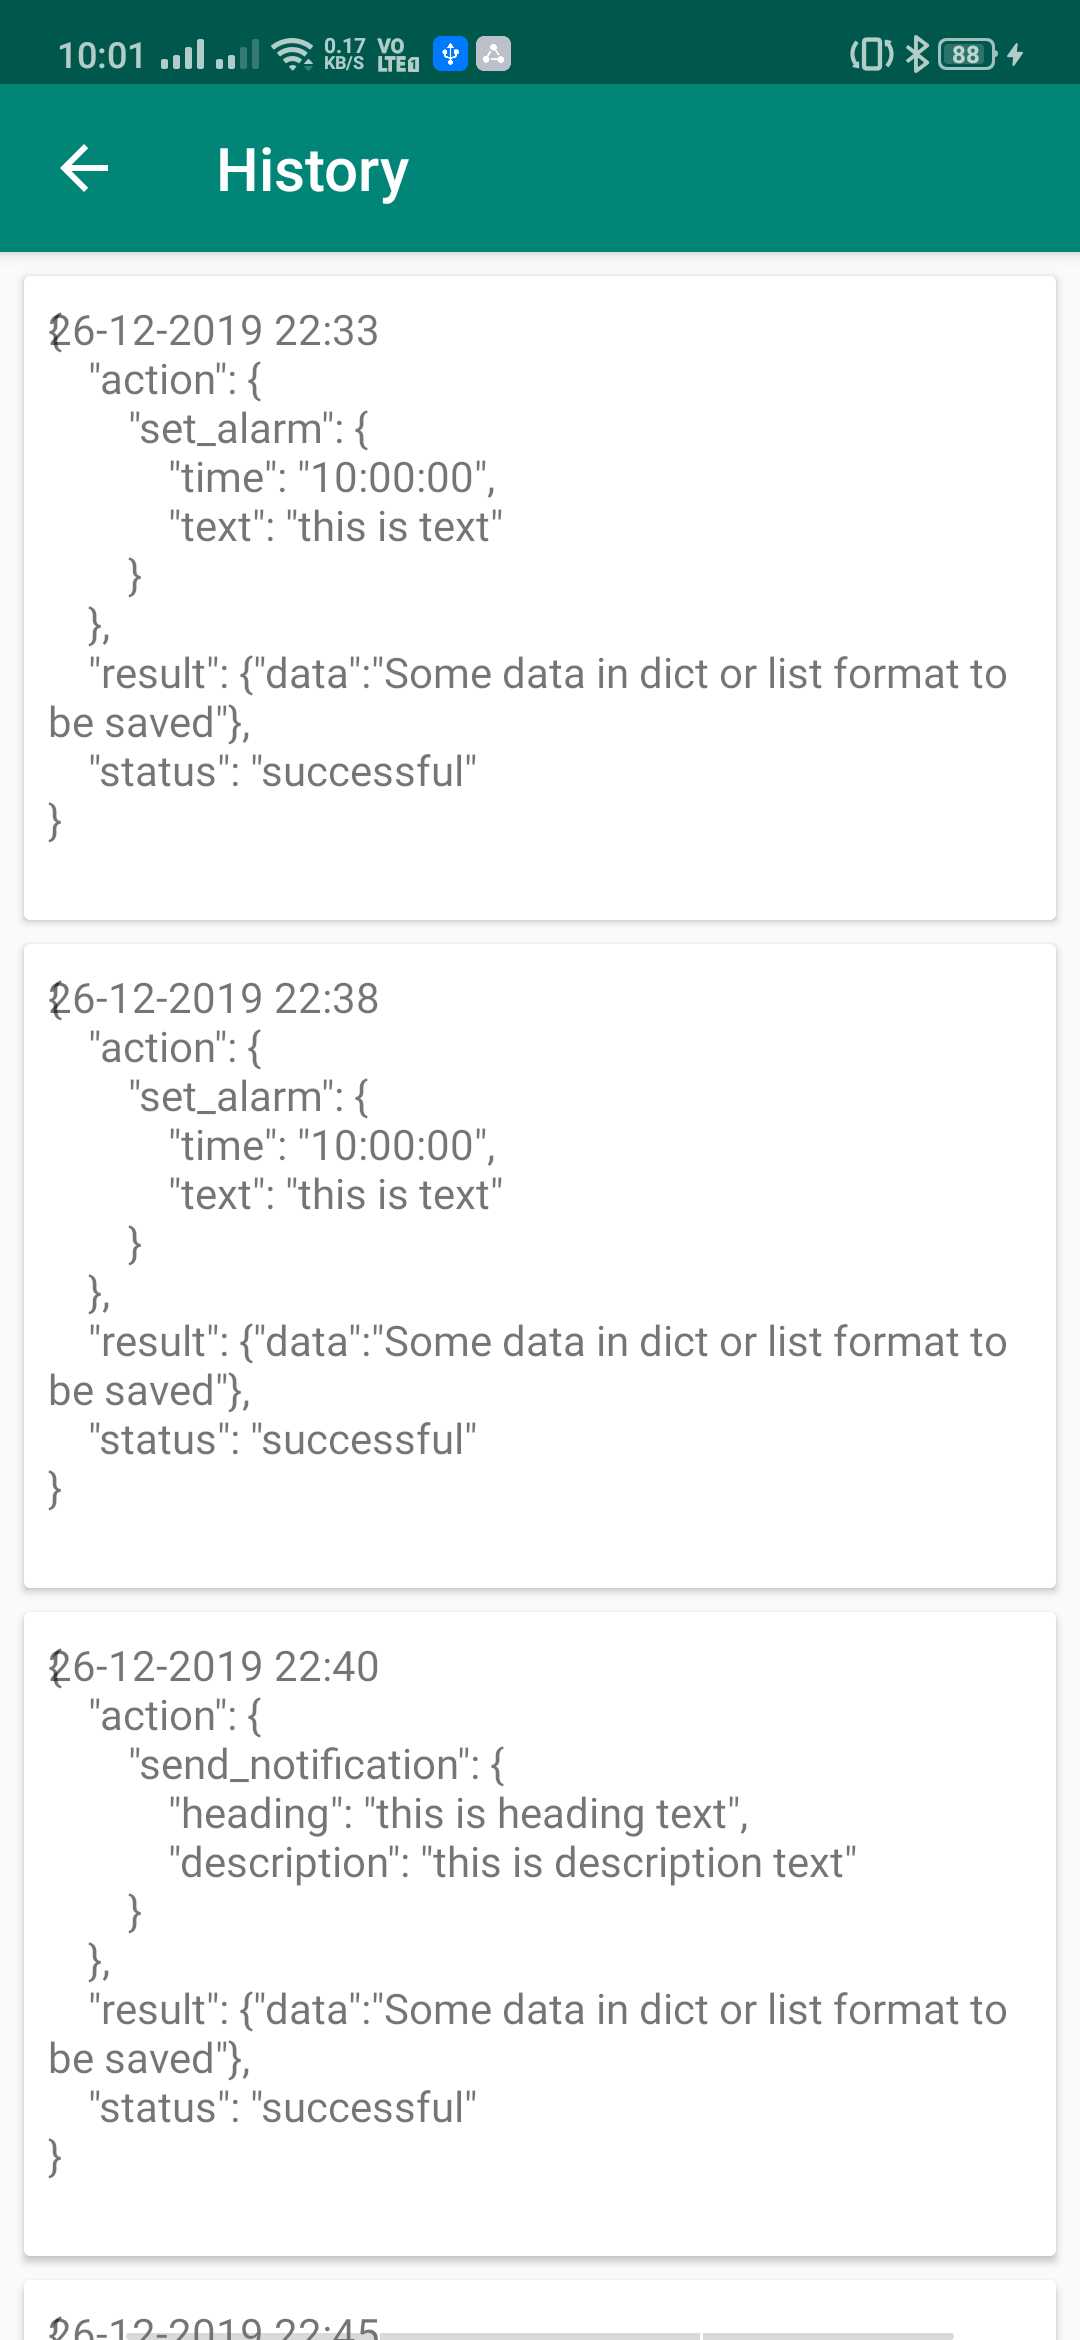 10:01 0.17 KB/S VO LTE 1 88
History
26-12-2019 22:33
{
"action": {
"set_alarm": {
"time": "10:00:00",
"text": "this is text"
}
},
"result": {"data":"Some data in dict or list format to
be saved"},
"status": "successful"
}
26-12-2019 22:38
{
"action": {
"set_alarm": {
"time": "10:00:00",
"text": "this is text"
}
},
"result": {"data":"Some data in dict or list format to
be saved"},
"status": "successful"
}
26-12-2019 22:40
{
"action": {
"send_notification": {
"heading": "this is heading text",
"description": "this is description text"
}
},
"result": {"data":"Some data in dict or list format to
be saved"},
"status": "successful"
}
26-12-2019 22:45
{